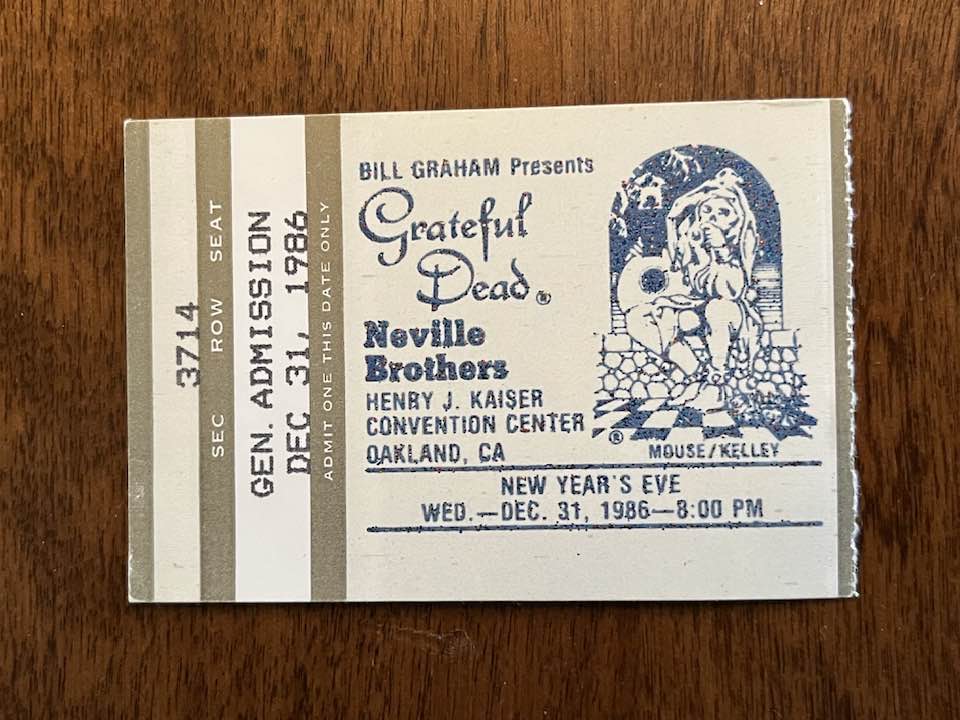 3714
SEC ROW SEAT
GEN. ADMISSION
DEC 31, 1986
ADMIT ONE THIS DATE ONLY
BILL GRAHAM Presents
Grateful
Dead®
Neville
Brothers
HENRY J. KAISER
CONVENTION CENTER
OAKLAND, CA
®
MOUSE/KELLEY
NEW YEAR'S EVE
WED.—DEC. 31, 1986—8:00 PM